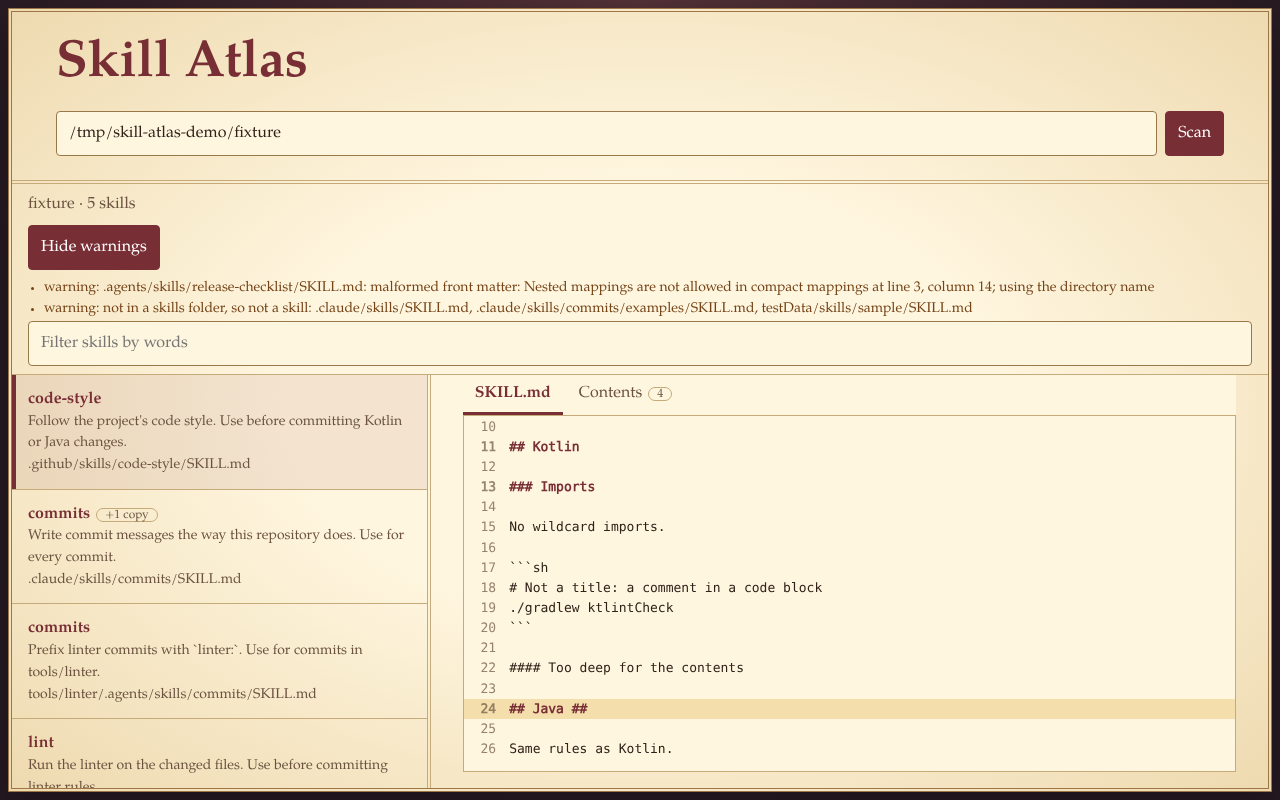 Skill Atlas
/tmp/skill-atlas-demo/fixture
Scan
fixture · 5 skills
Hide warnings
• warning: .agents/skills/release-checklist/SKILL.md: malformed front matter: Nested mappings are not allowed in compact mappings at line 3, column 14; using the directory name
• warning: not in a skills folder, so not a skill: .claude/skills/SKILL.md, .claude/skills/commits/examples/SKILL.md, testData/skills/sample/SKILL.md
Filter skills by words
code-style
Follow the project's code style. Use before committing Kotlin
or Java changes.
.github/skills/code-style/SKILL.md
commits +1 copy
Write commit messages the way this repository does. Use for
every commit.
.claude/skills/commits/SKILL.md
commits
Prefix linter commits with `linter:`. Use for commits in
tools/linter.
tools/linter/.agents/skills/commits/SKILL.md
lint
Run the linter on the changed files. Use before committing
linter rules.
SKILL.md Contents 4
10
11 ## Kotlin
12
13 ### Imports
14
15 No wildcard imports.
16
17 ```sh
18 # Not a title: a comment in a code block
19 ./gradlew ktlintCheck
20 ```
21
22 #### Too deep for the contents
23
24 ## Java ##
25
26 Same rules as Kotlin.